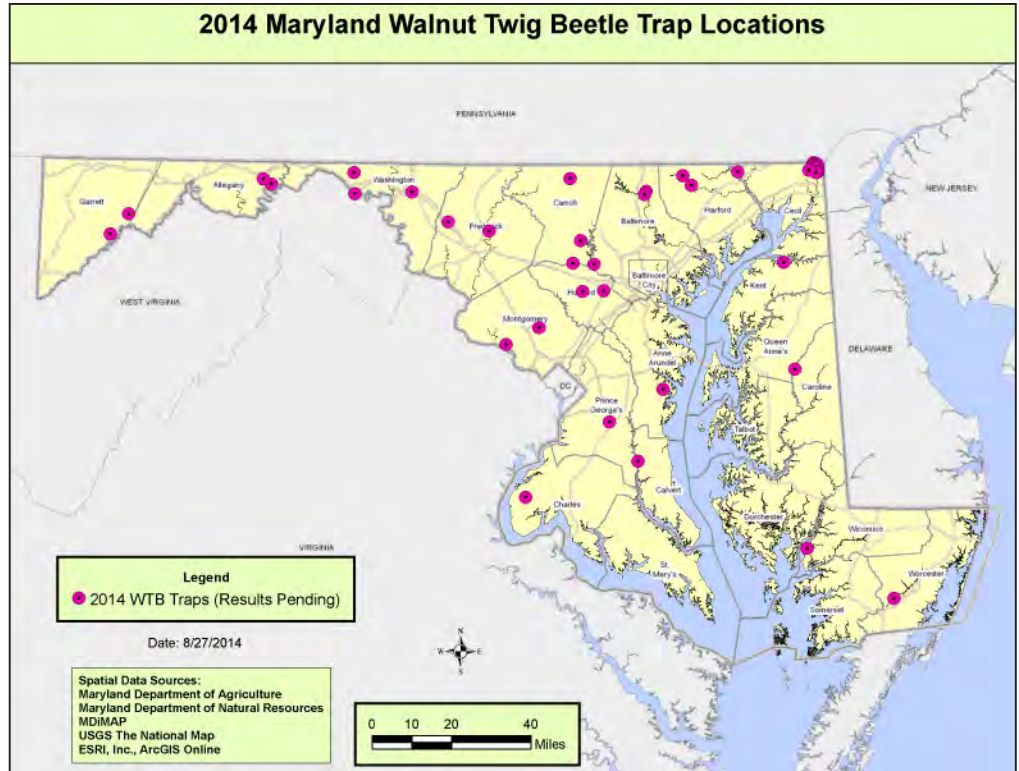 2014 Maryland Walnut Twig Beetle Trap Locations
PENNSYLVANIA
NEW JERSEY
Garrett
Allegany
Washington
Frederick
Carroll
Baltimore
Harford
Cecil
Baltimore
City
Kent
WEST VIRGINIA
Howard
Montgomery
Anne
Arundel
Queen
Anne's
DELAWARE
DC
Caroline
Prince
George's
Talbot
Calvert
Charles
Dorchester
Wicomico
VIRGINIA
St.
Mary's
Worcester
Somerset
Legend
2014 WTB Traps (Results Pending)
Date: 8/27/2014
N
W
E
S
Spatial Data Sources:
Maryland Department of Agriculture
Maryland Department of Natural Resources
MDiMAP
USGS The National Map
ESRI, Inc., ArcGIS Online
0 10 20 40
Miles